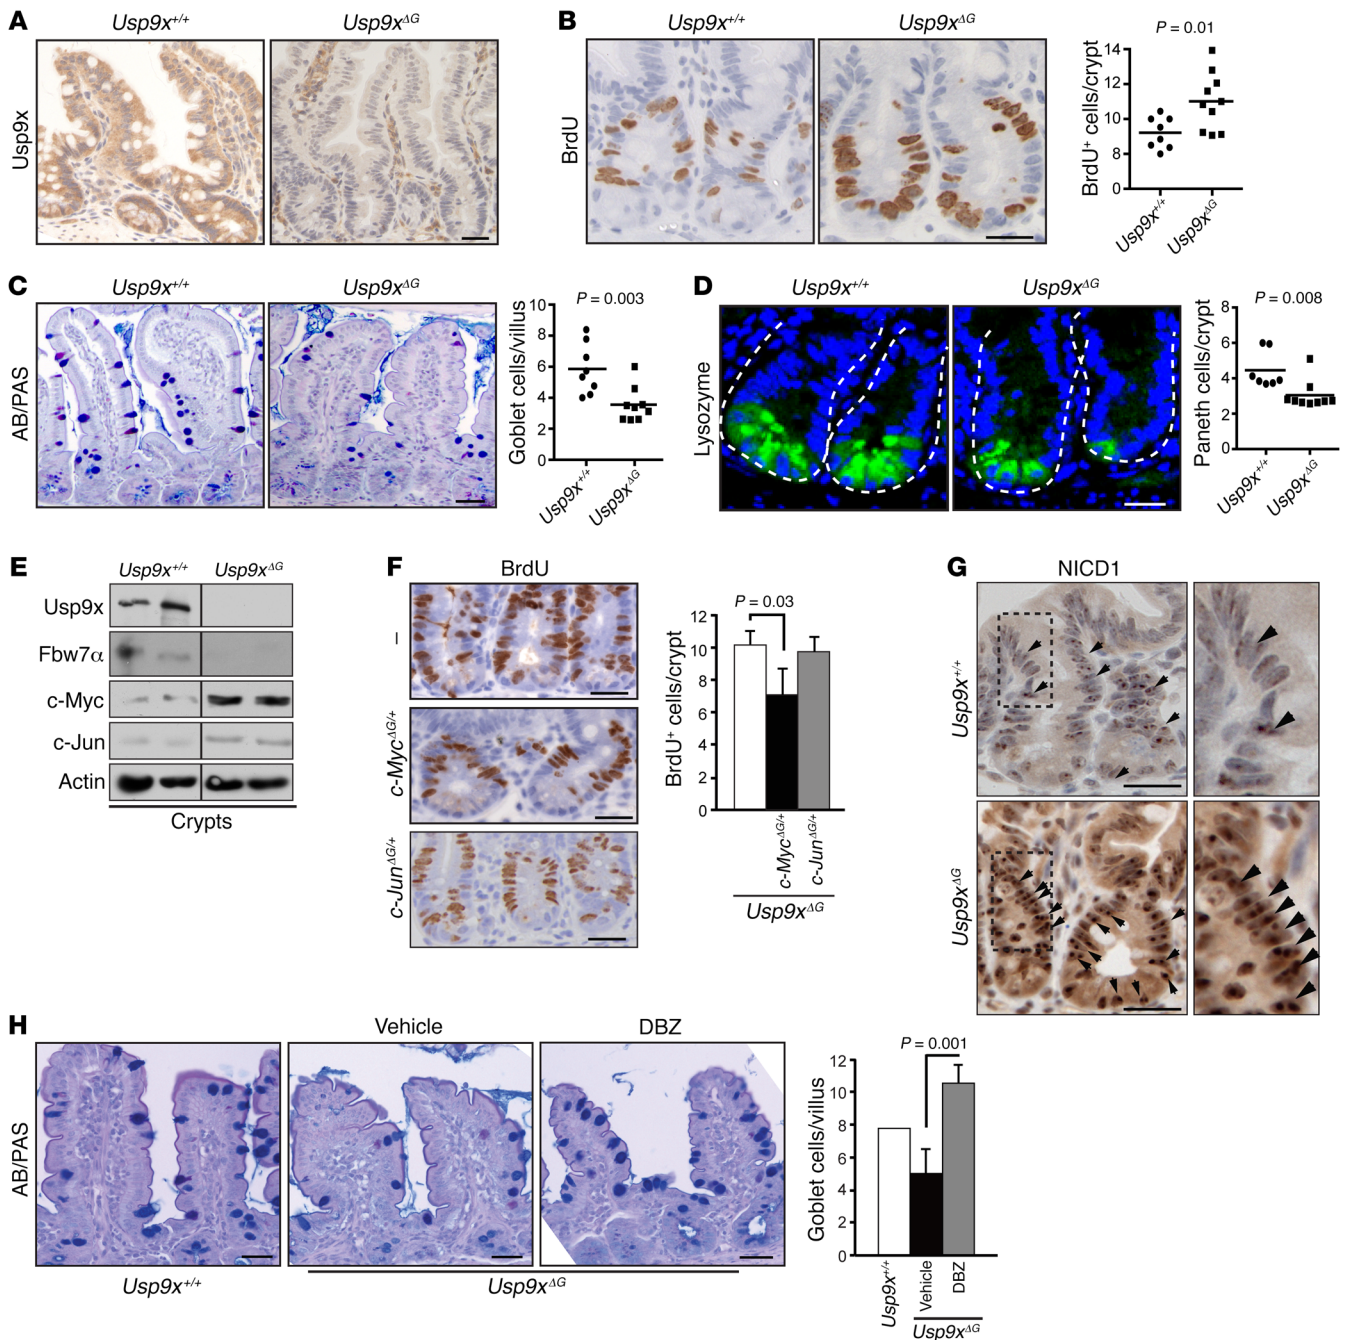 A
Usp9x+/+
Usp9xΔG
Usp9x
B
Usp9x+/+
Usp9xΔG
BrdU
P = 0.01
BrdU+ cells/crypt
14
12
10
8
0
Usp9x+/+
Usp9xΔG
C
Usp9x+/+
Usp9xΔG
AB/PAS
P = 0.003
Goblet cells/villus
10
8
6
4
2
0
Usp9x+/+
Usp9xΔG
D
Usp9x+/+
Usp9xΔG
Lysozyme
P = 0.008
Paneth cells/crypt
8
6
4
2
0
Usp9x+/+
Usp9xΔG
E
Usp9x+/+
Usp9xΔG
Usp9x
Fbw7α
c-Myc
c-Jun
Actin
Crypts
F
BrdU
–
c-MycΔG/+
c-JunΔG/+
P = 0.03
BrdU+ cells/crypt
12
10
8
6
4
2
0
c-MycΔG/+
c-JunΔG/+
Usp9xΔG
G
NICD1
Usp9x+/+
Usp9xΔG
H
Vehicle
DBZ
AB/PAS
Usp9x+/+
Usp9xΔG
P = 0.001
Goblet cells/villus
12
10
8
6
4
2
0
Usp9x+/+
Vehicle
DBZ
Usp9xΔG